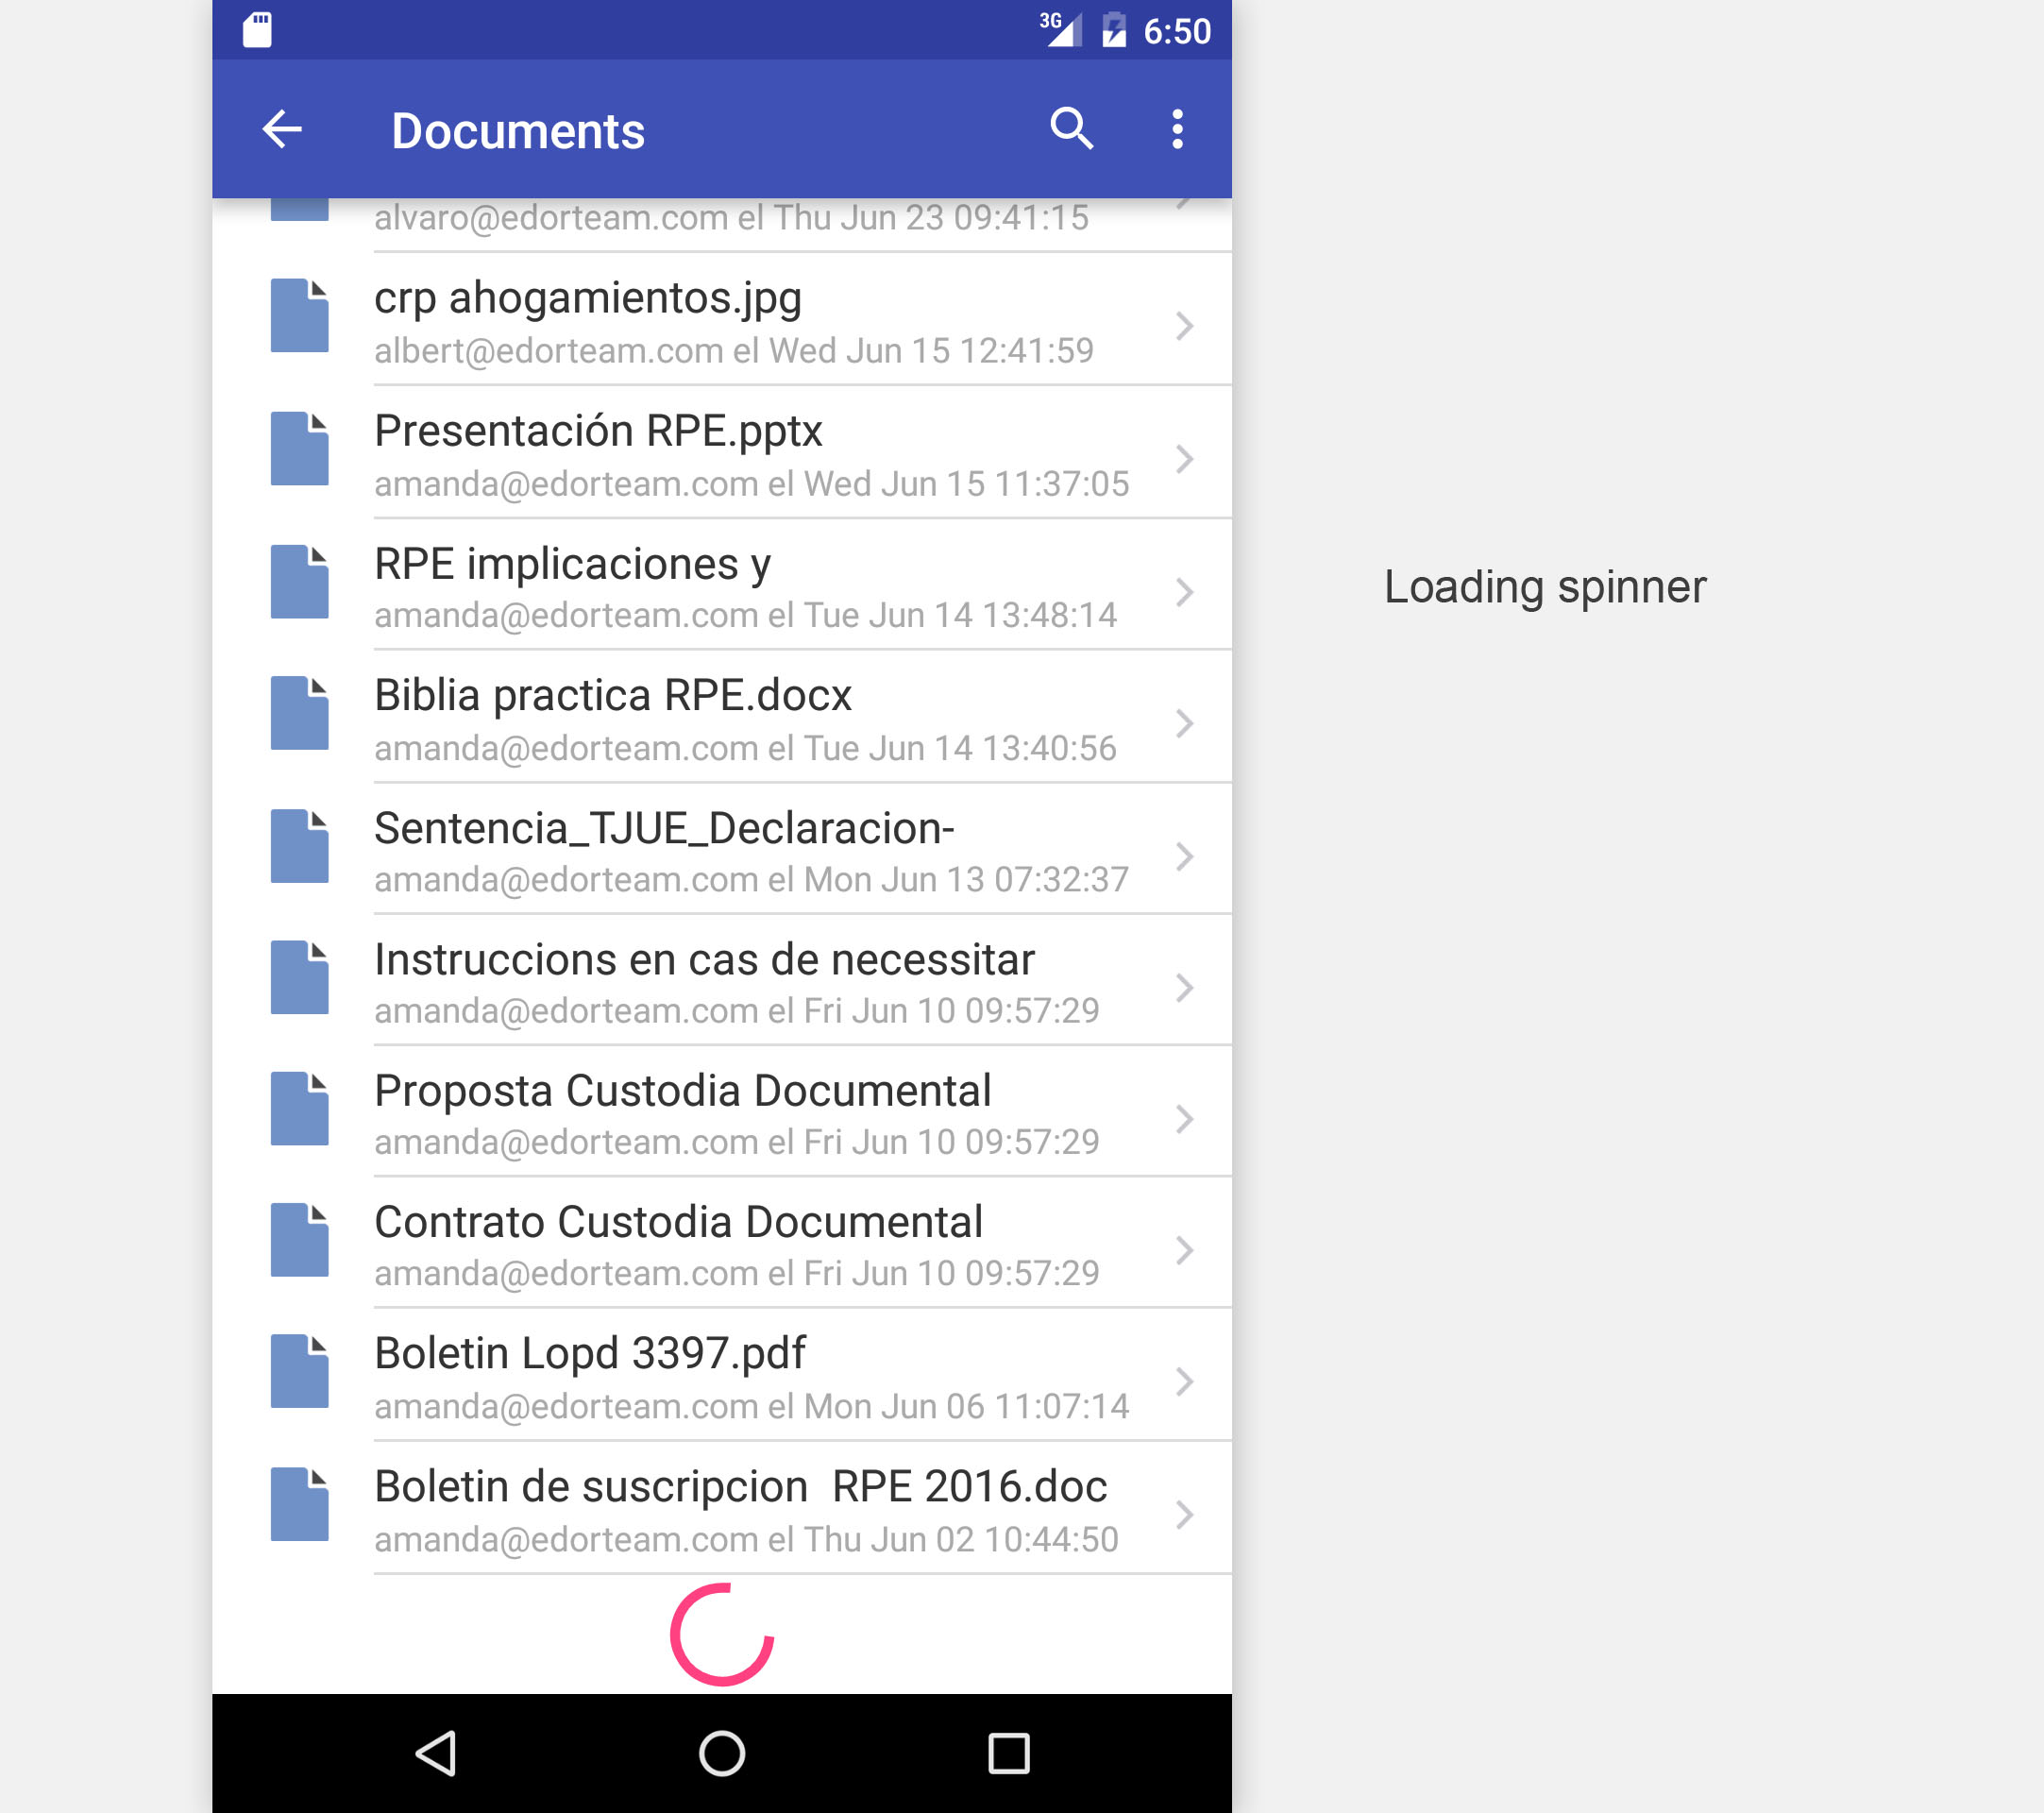 3G 6:50
Documents
alvaro@edorteam.com el Thu Jun 23 09:41:15
crp ahogamientos.jpg
albert@edorteam.com el Wed Jun 15 12:41:59
Presentación RPE.pptx
amanda@edorteam.com el Wed Jun 15 11:37:05
RPE implicaciones y
amanda@edorteam.com el Tue Jun 14 13:48:14
Biblia practica RPE.docx
amanda@edorteam.com el Tue Jun 14 13:40:56
Sentencia_TJUE_Declaracion-
amanda@edorteam.com el Mon Jun 13 07:32:37
Instruccions en cas de necessitar
amanda@edorteam.com el Fri Jun 10 09:57:29
Proposta Custodia Documental
amanda@edorteam.com el Fri Jun 10 09:57:29
Contrato Custodia Documental
amanda@edorteam.com el Fri Jun 10 09:57:29
Boletin Lopd 3397.pdf
amanda@edorteam.com el Mon Jun 06 11:07:14
Boletin de suscripcion  RPE 2016.doc
amanda@edorteam.com el Thu Jun 02 10:44:50
Loading spinner